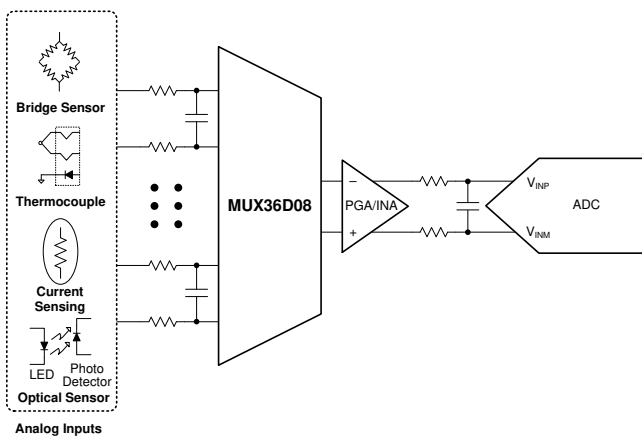 Bridge Sensor
Thermocouple
Current
Sensing
LED
Photo
Detector
Optical Sensor
Analog Inputs
MUX36D08
−
PGA/INA
+
VINP
VINM
ADC